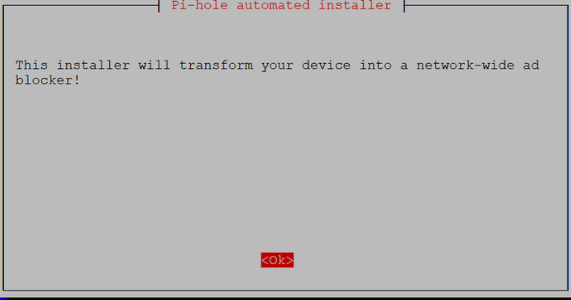 Pi-hole automated installer
This installer will transform your device into a network-wide ad
blocker!
<Ok>